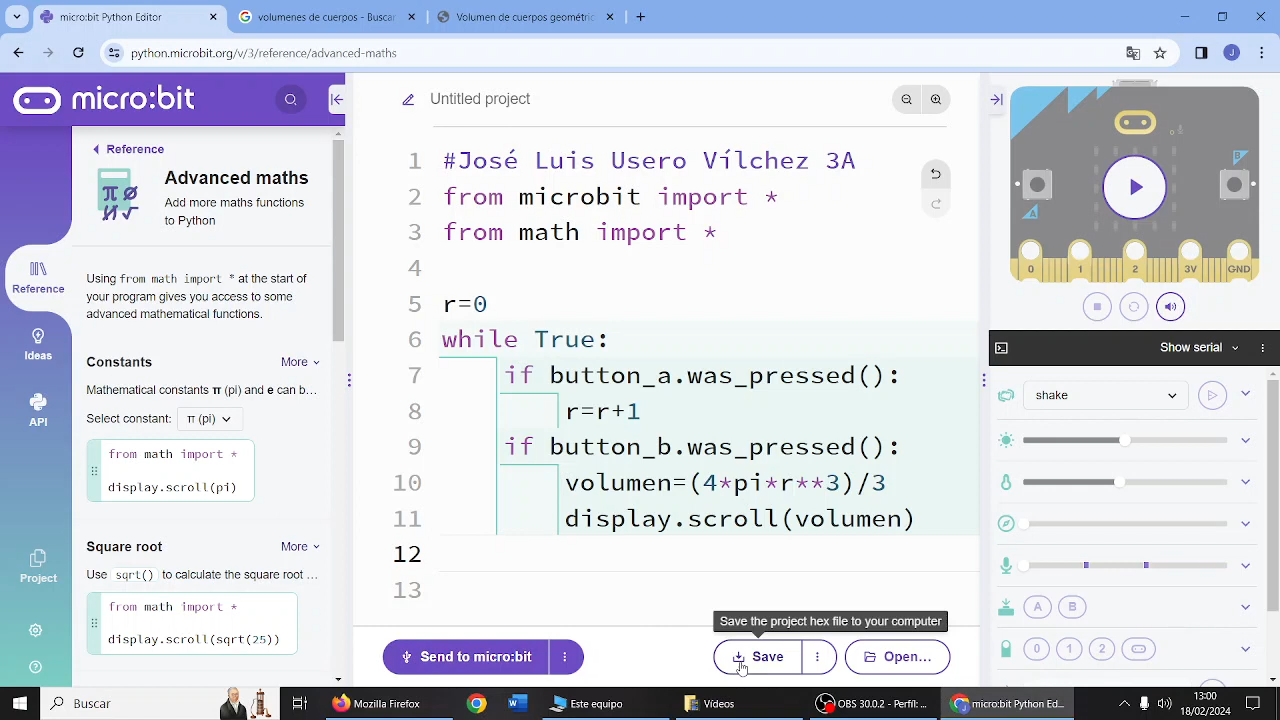 micro:bit Python Editor
volumenes de cuerpos - Buscar
Volumen de cuerpos geométric
python.microbit.org/v/3/reference/advanced-maths
J
micro:bit
Reference
Advanced maths
Add more maths functions
to Python
Using from math import * at the start of
your program gives you access to some
advanced mathematical functions.
Constants
More
Mathematical constants π (pi) and e can b...
Select constant: π (pi)
from math import *
display.scroll(pi)
Square root
More
Use sqrt() to calculate the square root ...
from math import *
display.scroll(sqrt(25))
Reference
Ideas
API
Project
Untitled project
1 #José Luis Usero Vílchez 3A
2 from microbit import *
3 from math import *
4
5 r=0
6 while True:
7 if button_a.was_pressed():
8 r=r+1
9 if button_b.was_pressed():
10 volumen=(4*pi*r**3)/3
11 display.scroll(volumen)
12
13
Save the project hex file to your computer
Send to micro:bit
Save
Open...
A
B
0 1 2 3V GND
Show serial
shake
A B
0 1 2
Buscar
Mozilla Firefox
Este equipo
Vídeos
OBS 30.0.2 - Perfil: ...
micro:bit Python Ed...
13:00
18/02/2024